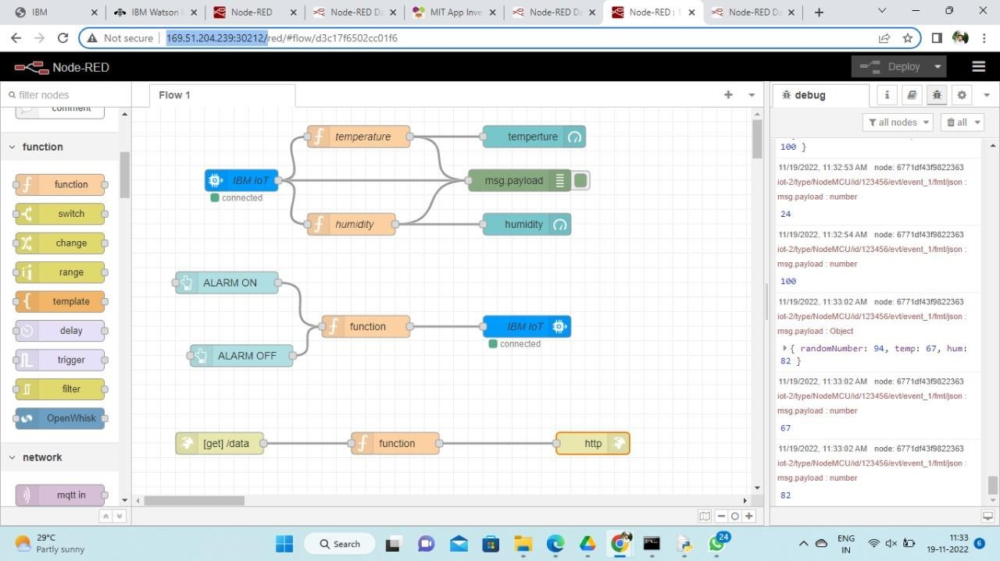 IBM
IBM Watson I
Node-RED
Node-RED Da
MIT App Inve
Node-RED Da
Node-RED : 1
Node-RED Da
Not secure
169.51.204.239:30212/red/#flow/d3c17f6502cc01f6
Node-RED
Deploy
filter nodes
Flow 1
debug
i
all nodes
all
comment
function
function
switch
change
range
template
delay
trigger
filter
OpenWhisk
network
mqtt in
temperature
temperture
IBM IoT
connected
msg.payload
humidity
humidity
ALARM ON
function
IBM IoT
connected
ALARM OFF
[get] /data
function
http
100 }
11/19/2022, 11:32:53 AM node: 6771df43f9822363
iot-2/type/NodeMCU/id/123456/evt/event_1/fmt/json :
msg.payload : number
24
11/19/2022, 11:32:54 AM node: 6771df43f9822363
iot-2/type/NodeMCU/id/123456/evt/event_1/fmt/json :
msg.payload : number
100
11/19/2022, 11:33:02 AM node: 6771df43f9822363
iot-2/type/NodeMCU/id/123456/evt/event_1/fmt/json :
msg.payload : Object
{ randomNumber: 94, temp: 67, hum:
82 }
11/19/2022, 11:33:02 AM node: 6771df43f9822363
iot-2/type/NodeMCU/id/123456/evt/event_1/fmt/json :
msg.payload : number
67
11/19/2022, 11:33:02 AM node: 6771df43f9822363
iot-2/type/NodeMCU/id/123456/evt/event_1/fmt/json :
msg.payload : number
82
29°C
Partly sunny
Search
24
ENG
IN
11:33
19-11-2022
6